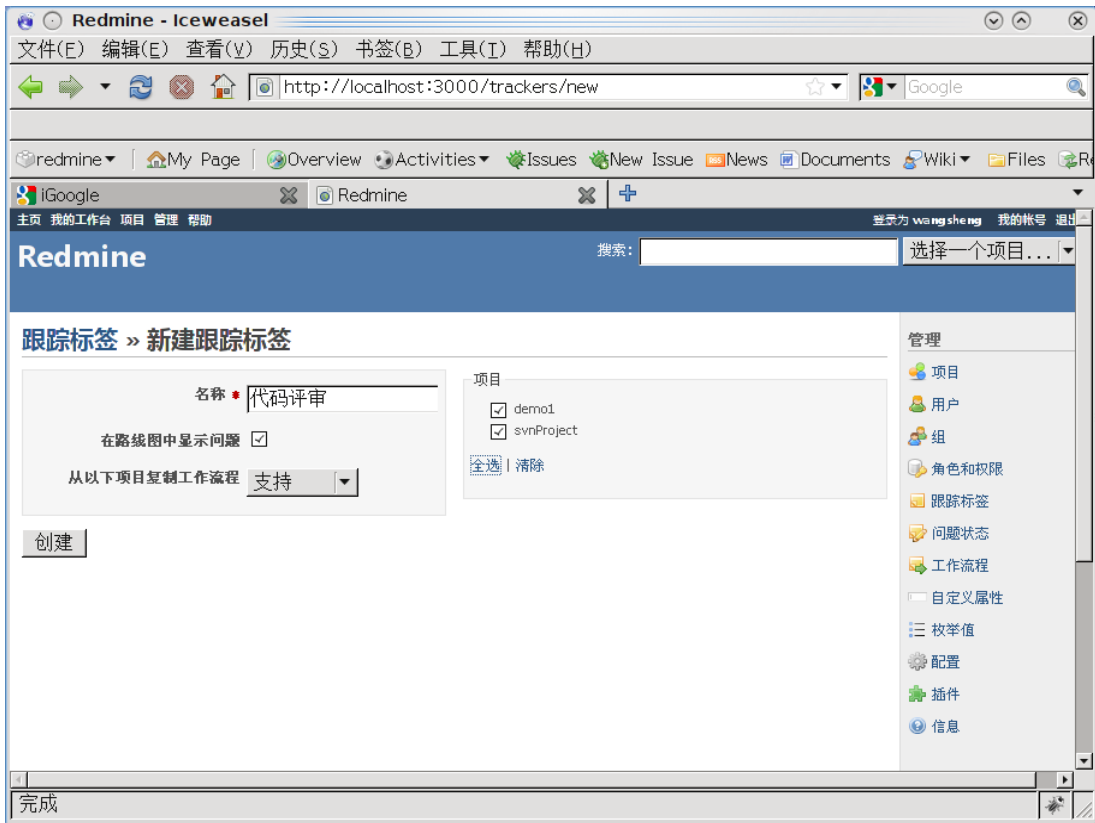 Redmine - Iceweasel
文件(F) 编辑(E) 查看(V) 历史(S) 书签(B) 工具(T) 帮助(H)
http://localhost:3000/trackers/new Google
redmine My Page Overview Activities Issues New Issue News Documents Wiki Files
iGoogle Redmine
主页 我的工作台 项目 管理 帮助 登录为 wangsheng 我的帐号 退出
Redmine 搜索: 选择一个项目...
跟踪标签 » 新建跟踪标签
名称 * 代码评审
在路线图中显示问题
从以下项目复制工作流程 支持
创建
项目
demo1
svnProject
全选 | 清除
管理
项目
用户
组
角色和权限
跟踪标签
问题状态
工作流程
自定义属性
枚举值
配置
插件
信息
完成